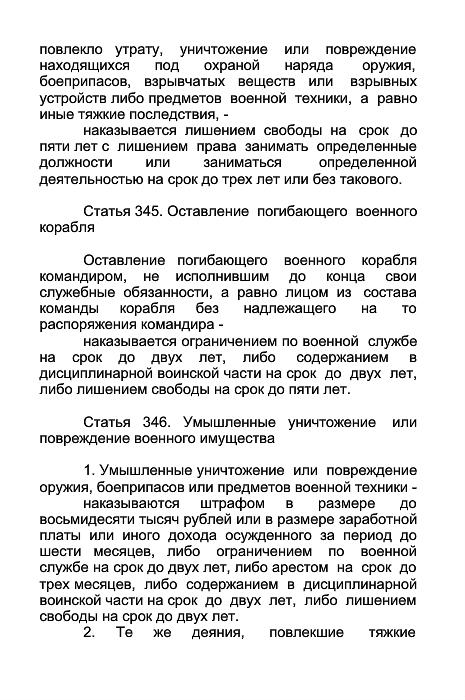 повлекло утрату, уничтожение или повреждение
находящихся под охраной наряда оружия,
боеприпасов, взрывчатых веществ или взрывных
устройств либо предметов военной техники, а равно
иные тяжкие последствия, -
наказывается лишением свободы на срок до
пяти лет с лишением права занимать определенные
должности или заниматься определенной
деятельностью на срок до трех лет или без такового.
Статья 345. Оставление погибающего военного
корабля
Оставление погибающего военного корабля
командиром, не исполнившим до конца свои
служебные обязанности, а равно лицом из состава
команды корабля без надлежащего на то
распоряжения командира -
наказывается ограничением по военной службе
на срок до двух лет, либо содержанием в
дисциплинарной воинской части на срок до двух лет,
либо лишением свободы на срок до пяти лет.
Статья 346. Умышленные уничтожение или
повреждение военного имущества
1. Умышленные уничтожение или повреждение
оружия, боеприпасов или предметов военной техники -
наказываются штрафом в размере до
восьмидесяти тысяч рублей или в размере заработной
платы или иного дохода осужденного за период до
шести месяцев, либо ограничением по военной
службе на срок до двух лет, либо арестом на срок до
трех месяцев, либо содержанием в дисциплинарной
воинской части на срок до двух лет, либо лишением
свободы на срок до двух лет.
2. Те же деяния, повлекшие тяжкие